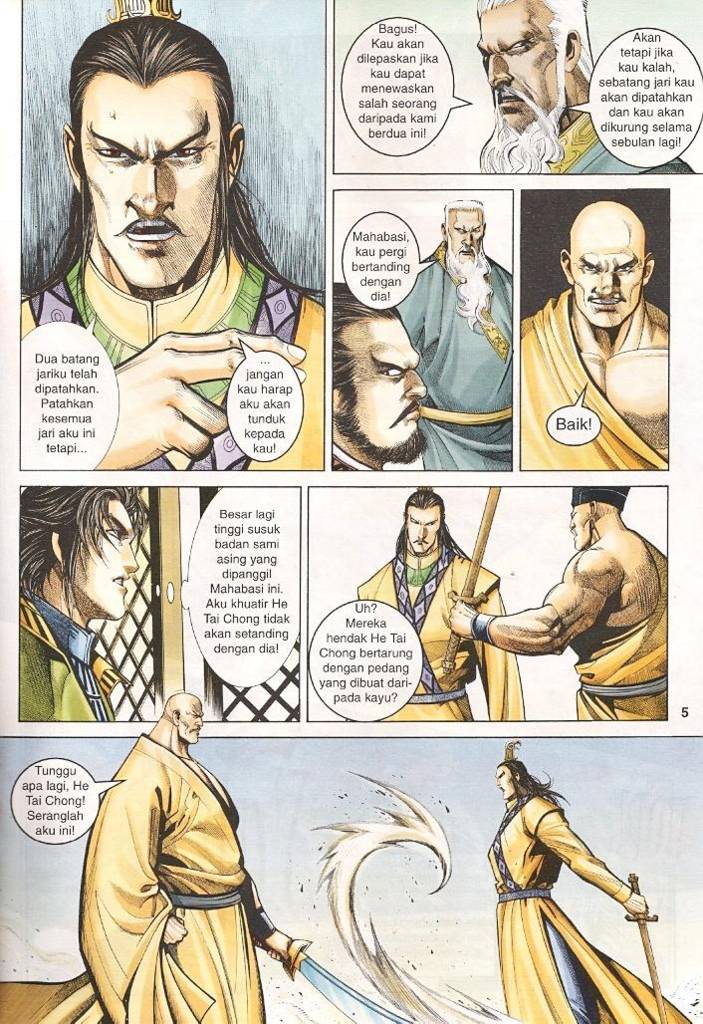 Dua batang
jariku telah
dipatahkan.
Patahkan
kesemua
jari aku ini
tetapi...
...
jangan
kau harap
aku akan
tunduk
kepada
kau!
Bagus!
Kau akan
dilepaskan jika
kau dapat
menewaskan
salah seorang
daripada kami
berdua ini!
Akan
tetapi jika
kau kalah,
sebatang jari kau
akan dipatahkan
dan kau akan
dikurung selama
sebulan lagi!
Mahabasi,
kau pergi
bertanding
dengan
dia!
Baik!
Besar lagi
tinggi susuk
badan sami
asing yang
dipanggil
Mahabasi ini.
Aku khuatir He
Tai Chong tidak
akan setanding
dengan dia!
Uh?
Mereka
hendak He Tai
Chong bertarung
dengan pedang
yang dibuat dari-
pada kayu?
5
Tunggu
apa lagi, He
Tai Chong!
Seranglah
aku ini!